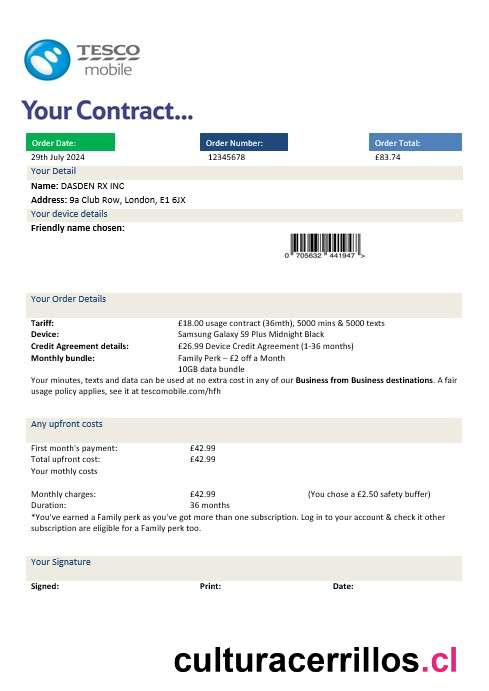 TESCO
mobile
Your Contract...
Order Date: Order Number: Order Total:
29th July 2024 12345678 £83.74
Your Detail
Name: DASDEN RX INC
Address: 9a Club Row, London, E1 6JX
Your device details
Friendly name chosen:
0 705632 441947 >
Your Order Details
Tariff: £18.00 usage contract (36mth), 5000 mins & 5000 texts
Device: Samsung Galaxy S9 Plus Midnight Black
Credit Agreement details: £26.99 Device Credit Agreement (1-36 months)
Monthly bundle: Family Perk – £2 off a Month
10GB data bundle
Your minutes, texts and data can be used at no extra cost in any of our Business from Business destinations. A fair
usage policy applies, see it at tescomobile.com/hfh
Any upfront costs
First month's payment: £42.99
Total upfront cost: £42.99
Your mothly costs
Monthly charges: £42.99 (You chose a £2.50 safety buffer)
Duration: 36 months
*You've earned a Family perk as you've got more than one subscription. Log in to your account & check it other
subscription are eligible for a Family perk too.
Your Signature
Signed: Print: Date:
culturacerrillos.cl